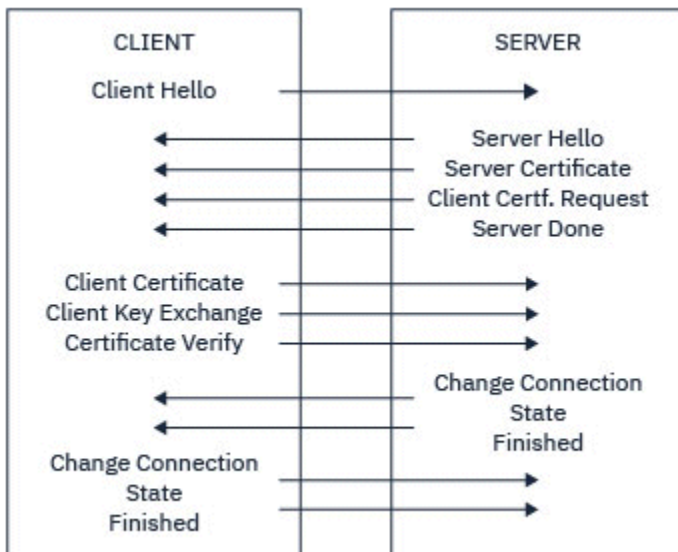 CLIENT
SERVER
Client Hello
Server Hello
Server Certificate
Client Certf. Request
Server Done
Client Certificate
Client Key Exchange
Certificate Verify
Change Connection
State
Finished
Change Connection
State
Finished